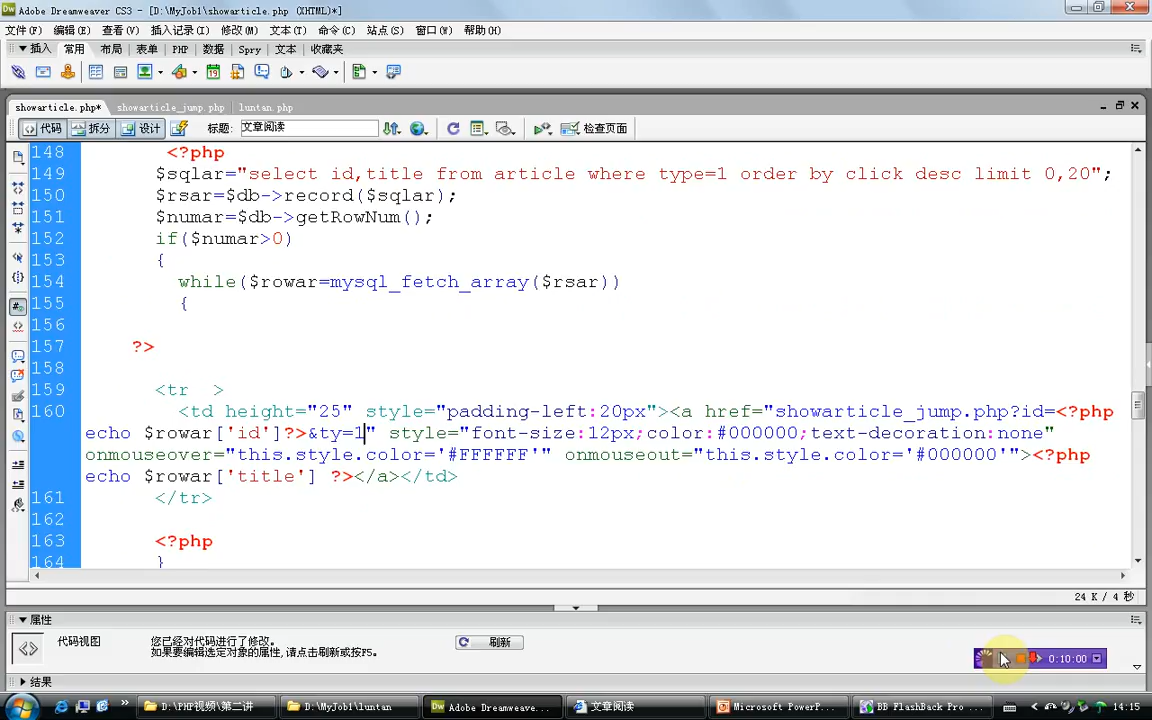 Adobe Dreamweaver CS3 - [D:\MyJob1\showarticle.php (XHTML)*]
文件(F) 编辑(E) 查看(V) 插入记录(I) 修改(M) 文本(T) 命令(C) 站点(S) 窗口(W) 帮助(H)
▼ 插入 常用 布局 表单 PHP 数据 Spry 文本 收藏夹
showarticle.php* showarticle_jump.php luntan.php
代码 拆分 设计 标题: 文章阅读 检查页面
148 <?php
149 $sqlar="select id,title from article where type=1 order by click desc limit 0,20";
150 $rsar=$db->record($sqlar);
151 $numar=$db->getRowNum();
152 if($numar>0)
153 {
154 while($rowar=mysql_fetch_array($rsar))
155 {
156
157 ?>
158
159 <tr  >
160 <td height="25" style="padding-left:20px"><a href="showarticle_jump.php?id=<?php
echo $rowar['id']?>&ty=1" style="font-size:12px;color:#000000;text-decoration:none"
onmouseover="this.style.color='#FFFFFF'" onmouseout="this.style.color='#000000'"><?php
echo $rowar['title'] ?></a></td>
161 </tr>
162
163 <?php
164 }
24 K / 4 秒
▼ 属性
代码视图 您已经对代码进行了修改。 刷新
如果要编辑选定对象的属性,请点击刷新或按F5。
0:10:00
▶ 结果
D:\PHP视频\第二讲 D:\MyJob1\luntan Adobe Dreamweave... 文章阅读 Microsoft PowerP... BB FlashBack Pro ... 14:15